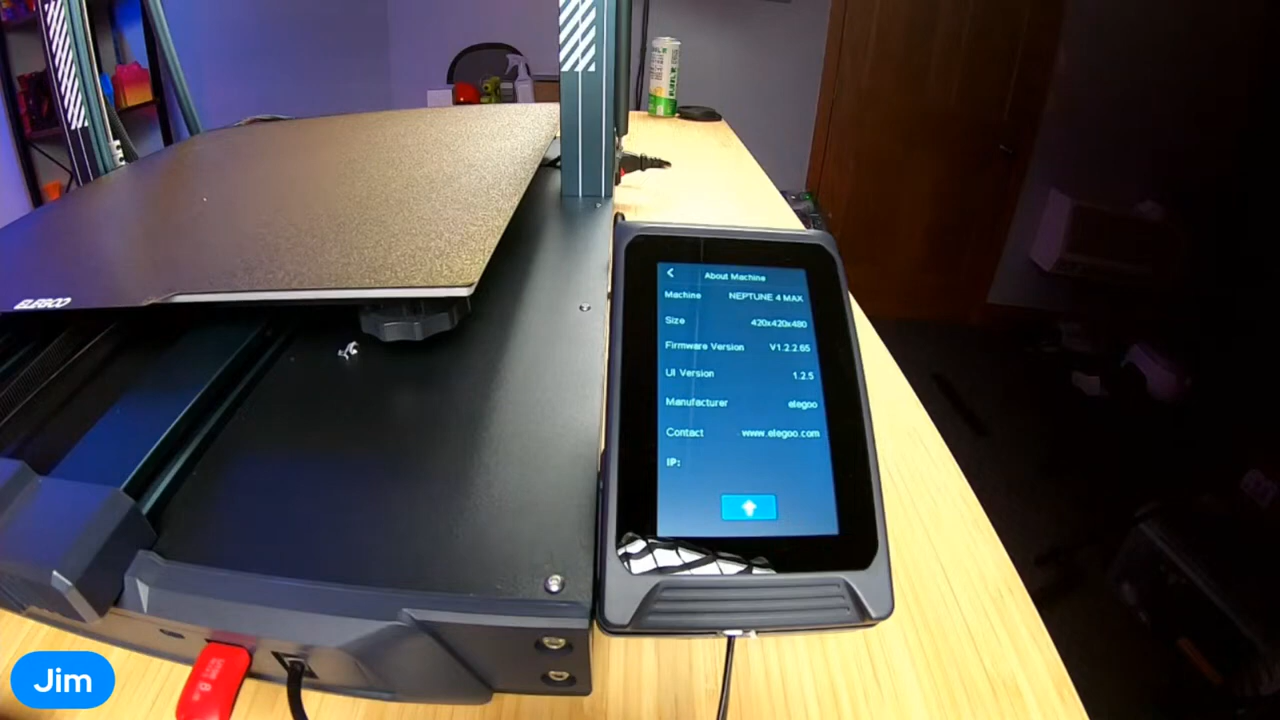 ELEGOO
About Machine
Machine NEPTUNE 4 MAX
Size 420x420x480
Firmware Version V1.2.2.65
UI Version 1.2.5
Manufacturer elegoo
Contact www.elegoo.com
IP:
Jim